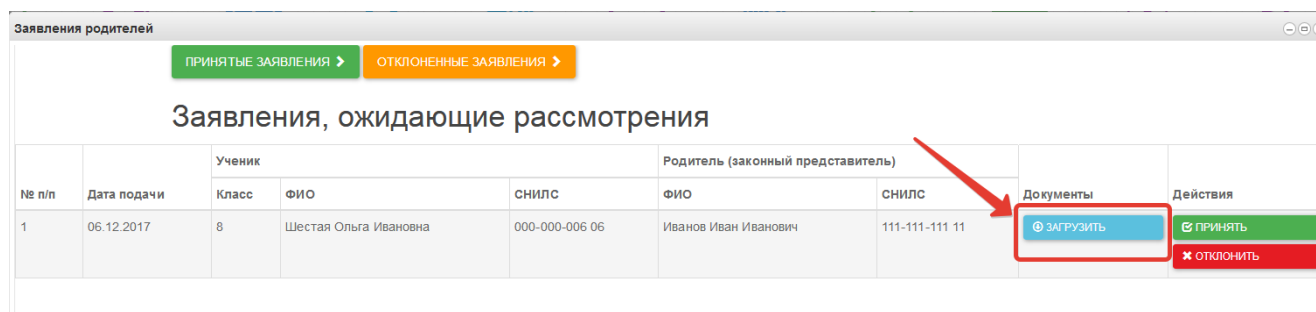 Заявления родителей
ПРИНЯТЫЕ ЗАЯВЛЕНИЯ ОТКЛОНЕННЫЕ ЗАЯВЛЕНИЯ
Заявления, ожидающие рассмотрения
Ученик Родитель (законный представитель)
№ п/п Дата подачи Класс ФИО СНИЛС ФИО СНИЛС Документы Действия
1 06.12.2017 8 Шестая Ольга Ивановна 000-000-006 06 Иванов Иван Иванович 111-111-111 11 ЗАГРУЗИТЬ ПРИНЯТЬ
ОТКЛОНИТЬ